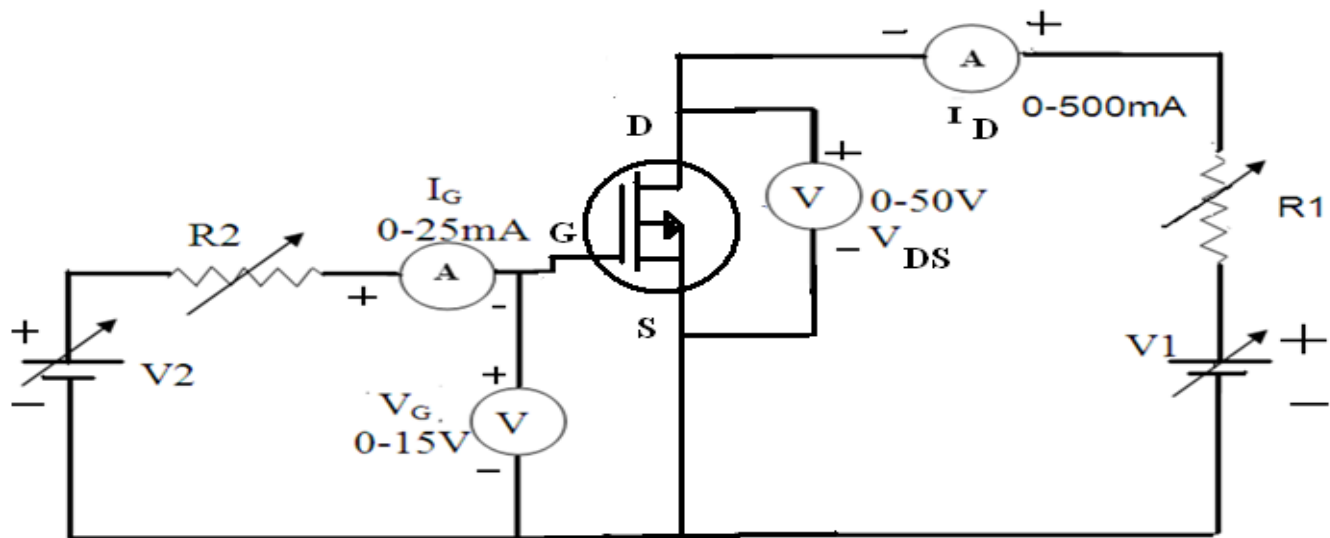 - +
A
I D
0-500mA
D
+
V
0-50V
-
V DS
R1
I G
0-25mA
G
R2
A
+
-
S
+
V2
-
V1
+
-
+
V G
0-15V
V
-